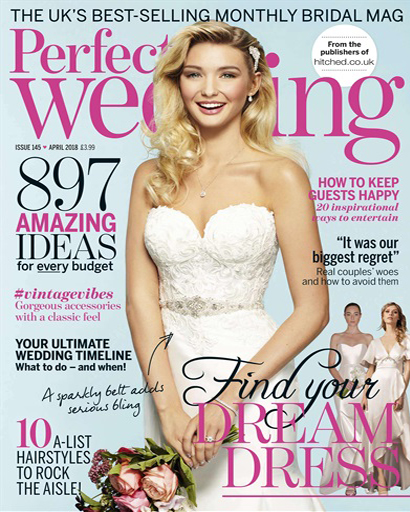 THE UK'S BEST-SELLING MONTHLY BRIDAL MAG
Perfect
wedding
From the
publishers of
hitched.co.uk
ISSUE 145 ♥ APRIL 2018 £3.99
897
AMAZING
IDEAS
for every budget
HOW TO KEEP
GUESTS HAPPY
20 inspirational
ways to entertain
"It was our
biggest regret"
Real couples' woes
and how to avoid them
#vintagevibes
Gorgeous accessories
with a classic feel
YOUR ULTIMATE
WEDDING TIMELINE
What to do – and when!
A sparkly belt adds
serious bling
Find your
DREAM
DRESS
10 A-LIST
HAIRSTYLES
TO ROCK
THE AISLE!